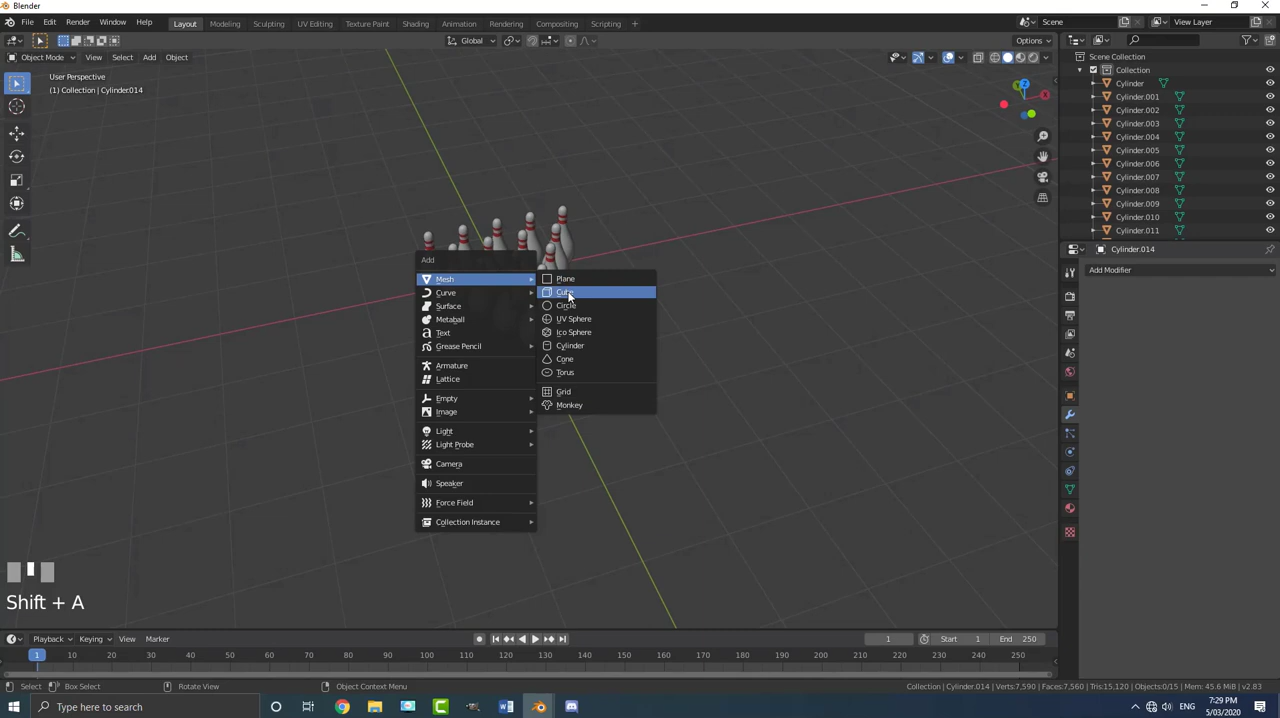 Blender
File Edit Render Window Help Layout Modeling Sculpting UV Editing Texture Paint Shading Animation Rendering Compositing Scripting + Scene View Layer
Global Options
Object Mode View Select Add Object
User Perspective
(1) Collection | Cylinder.014
Z
X
Add
Mesh
Curve
Surface
Metaball
Text
Grease Pencil
Armature
Lattice
Empty
Image
Light
Light Probe
Camera
Speaker
Force Field
Collection Instance
Plane
Cube
Circle
UV Sphere
Ico Sphere
Cylinder
Cone
Torus
Grid
Monkey
Scene Collection
Collection
Cylinder
Cylinder.001
Cylinder.002
Cylinder.003
Cylinder.004
Cylinder.005
Cylinder.006
Cylinder.007
Cylinder.008
Cylinder.009
Cylinder.010
Cylinder.011
Cylinder.014
Add Modifier
Shift + A
Playback Keying View Marker 1 Start 1 End 250
1 10 20 30 40 50 60 70 80 90 100 110 120 130 140 150 160 170 180 190 200 210 220 230 240 250
Select Box Select Rotate View Object Context Menu Collection | Cylinder.014 | Verts:7,590 | Faces:7,560 | Tris:15,120 | Objects:0/15 | Mem: 45.6 MiB | v2.83
Type here to search
ENG
7:29 PM
5/03/2020